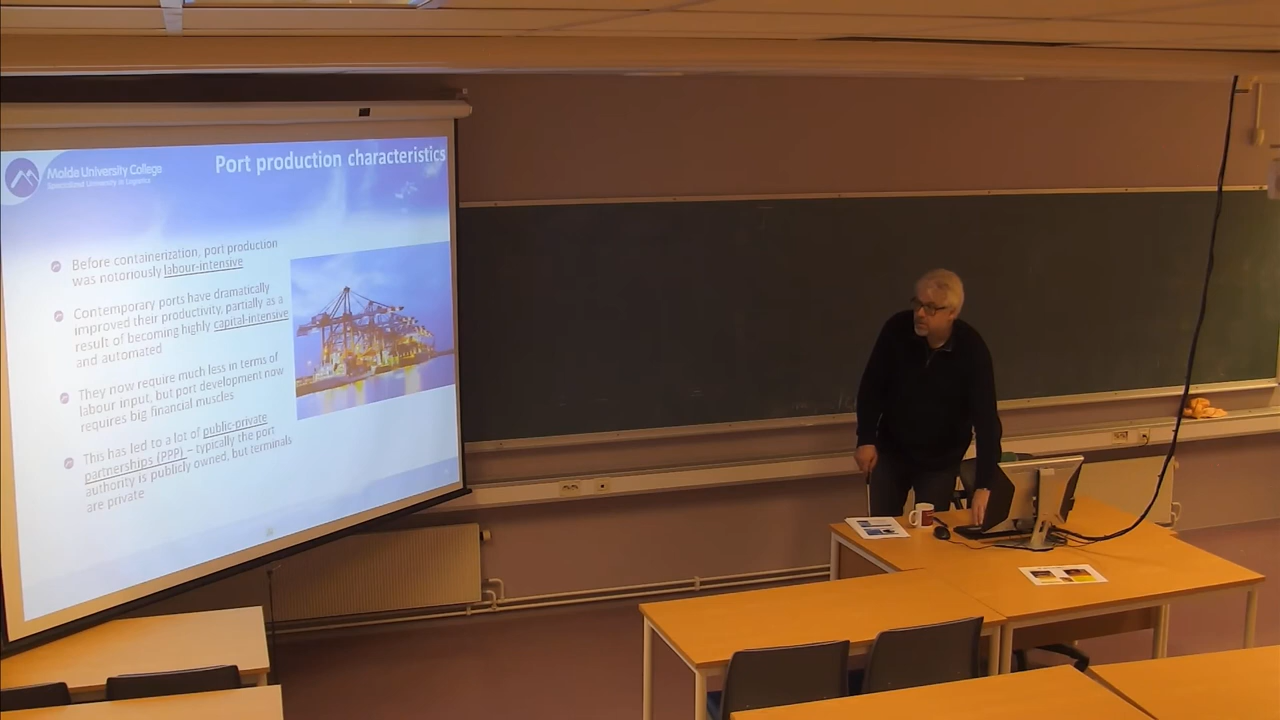 Molde University College
Specialized University in Logistics
Port production characteristics
Before containerization, port production
was notoriously labour-intensive
Contemporary ports have dramatically
improved their productivity, partially as a
result of becoming highly capital-intensive
and automated
They now require much less in terms of
labour input, but port development now
requires big financial muscles
This has led to a lot of public-private
partnerships (PPP) – typically the port
authority is publicly owned, but terminals
are private